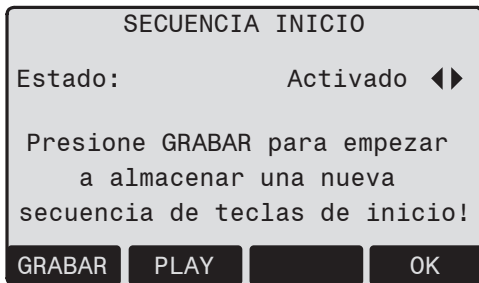 SECUENCIA INICIO
Estado: Activado
Presione GRABAR para empezar
a almacenar una nueva
secuencia de teclas de inicio!
GRABAR PLAY OK